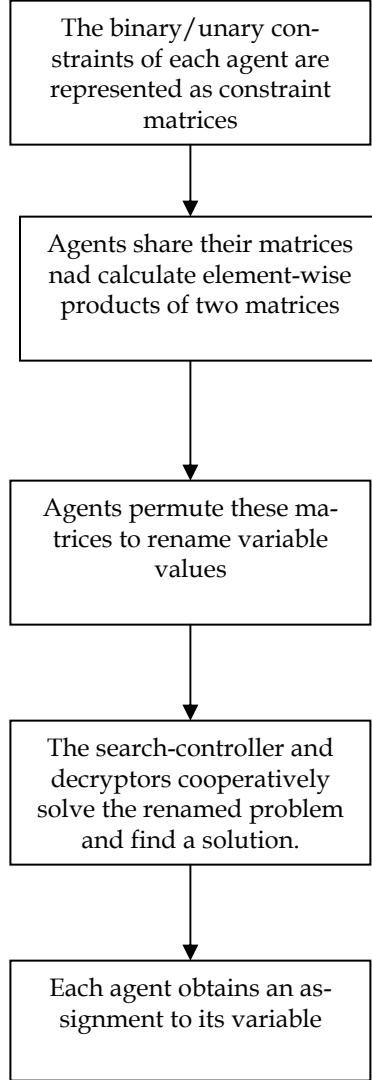 The binary/unary con-
straints of each agent are
represented as constraint
matrices
Agents share their matrices
nad calculate element-wise
products of two matrices
Agents permute these ma-
trices to rename variable
values
The search-controller and
decryptors cooperatively
solve the renamed problem
and find a solution.
Each agent obtains an as-
signment to its variable